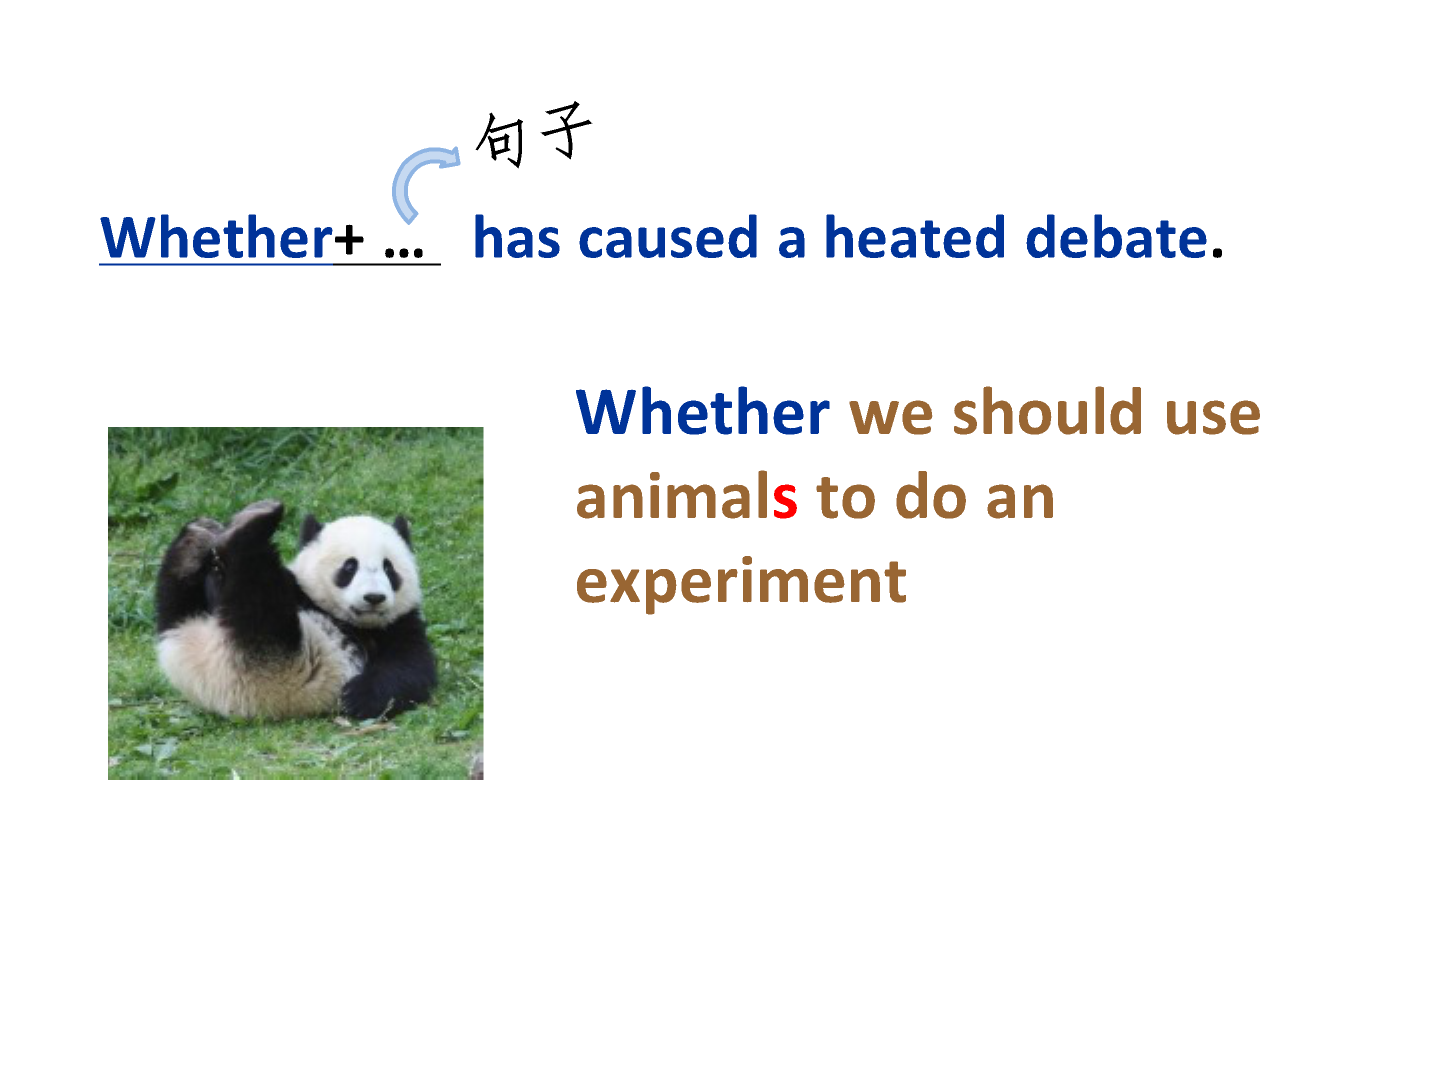 句子
Whether+ … has caused a heated debate.
Whether we should use
animals to do an
experiment